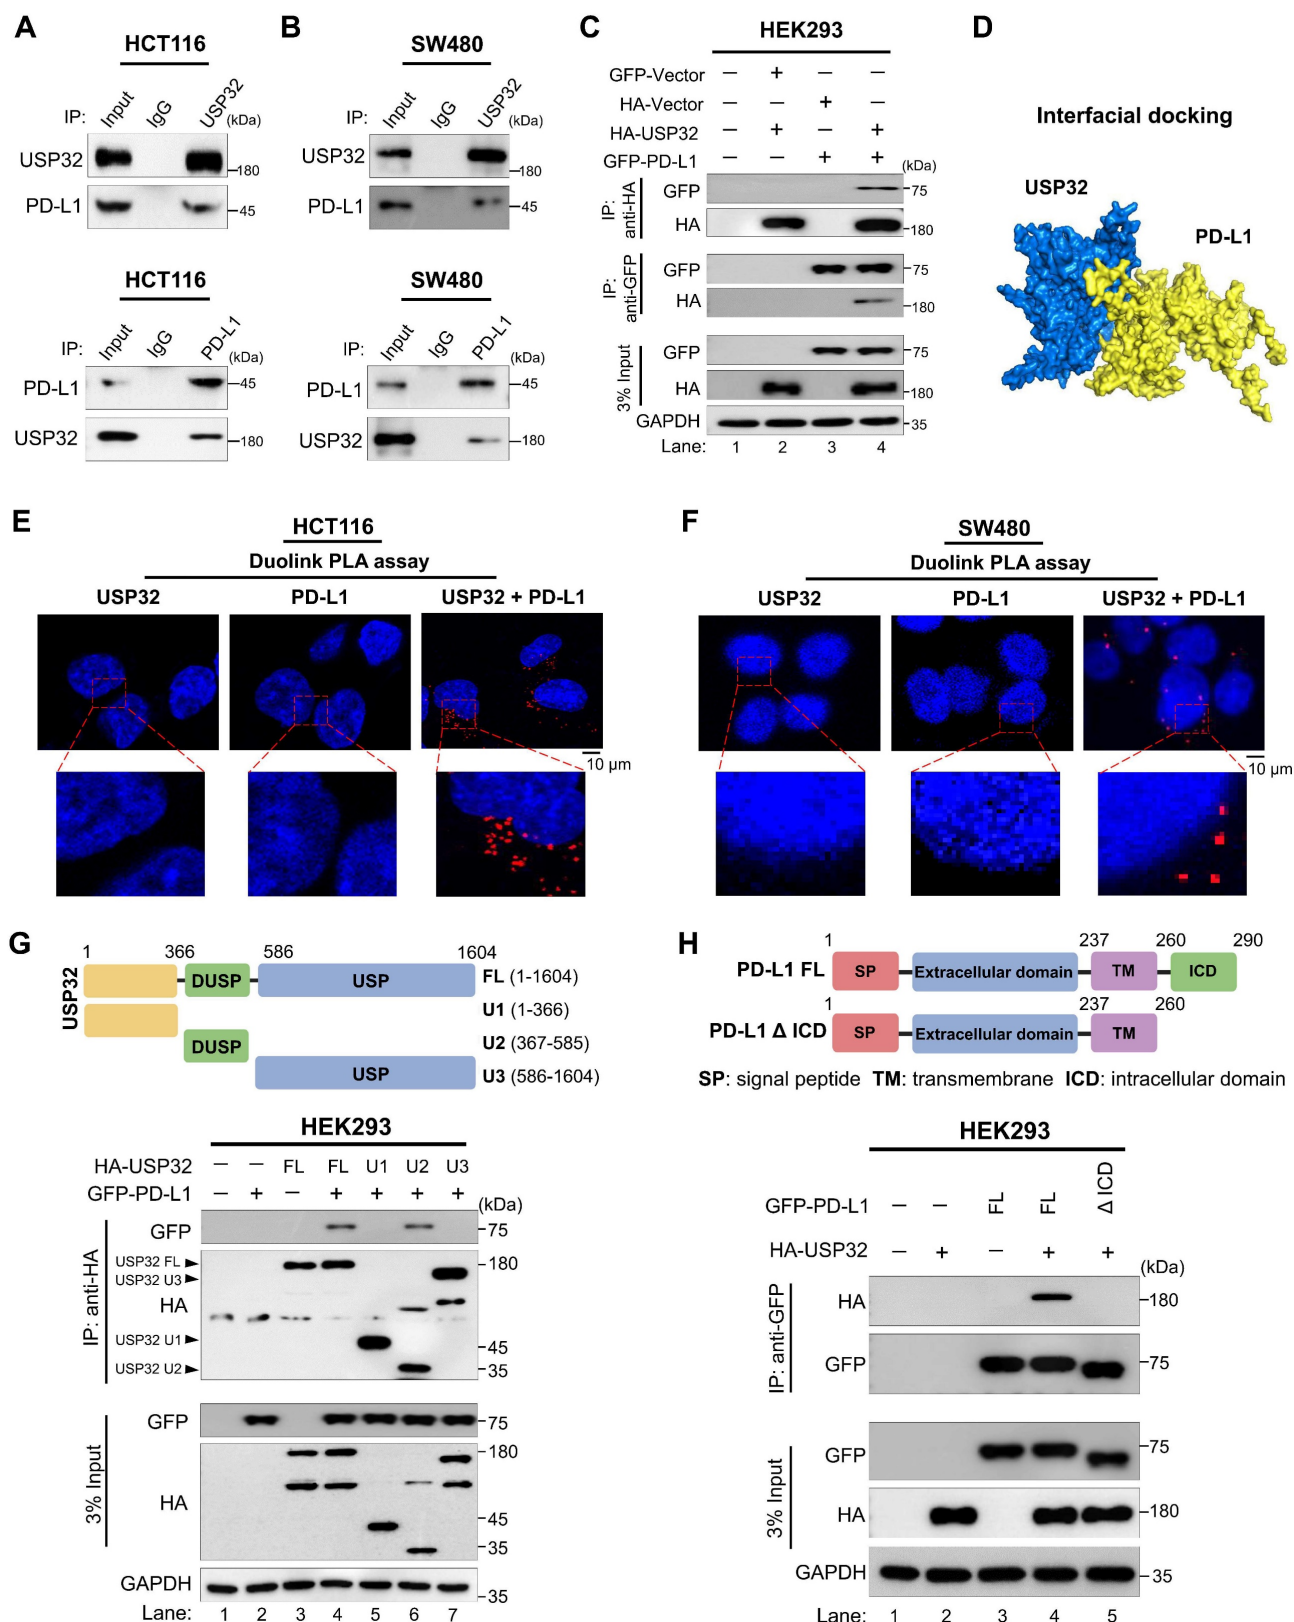 A
HCT116
IP: Input IgG USP32 (kDa)
USP32
180
PD-L1
45
HCT116
IP: Input IgG PD-L1 (kDa)
PD-L1
45
USP32
180
B
SW480
IP: Input IgG USP32 (kDa)
USP32
180
PD-L1
45
SW480
IP: Input IgG PD-L1 (kDa)
PD-L1
45
USP32
180
C
HEK293
GFP-Vector − + − −
HA-Vector − − + −
HA-USP32 − + − +
GFP-PD-L1 − − + + (kDa)
IP: anti-HA
GFP 75
HA 180
IP: anti-GFP
GFP 75
HA 180
3% Input
GFP 75
HA 180
GAPDH 35
Lane: 1 2 3 4
D
Interfacial docking
USP32
PD-L1
E
HCT116
Duolink PLA assay
USP32 PD-L1 USP32 + PD-L1
10 µm
F
SW480
Duolink PLA assay
USP32 PD-L1 USP32 + PD-L1
10 µm
G
1 366 586 1604
USP32
DUSP USP FL (1-1604)
U1 (1-366)
DUSP U2 (367-585)
USP U3 (586-1604)
HEK293
HA-USP32 − − FL FL U1 U2 U3
GFP-PD-L1 − + − + + + + (kDa)
IP: anti-HA
GFP 75
USP32 FL 180
USP32 U3
HA
USP32 U1 45
USP32 U2 35
3% Input
GFP 75
180
HA
45
35
GAPDH 35
Lane: 1 2 3 4 5 6 7
H
1 237 260 290
PD-L1 FL SP Extracellular domain TM ICD
1 237 260
PD-L1 Δ ICD SP Extracellular domain TM
SP: signal peptide TM: transmembrane ICD: intracellular domain
HEK293
GFP-PD-L1 − − FL FL Δ ICD
HA-USP32 − + − + + (kDa)
IP: anti-GFP
HA 180
GFP 75
3% Input
GFP 75
HA 180
GAPDH 35
Lane: 1 2 3 4 5